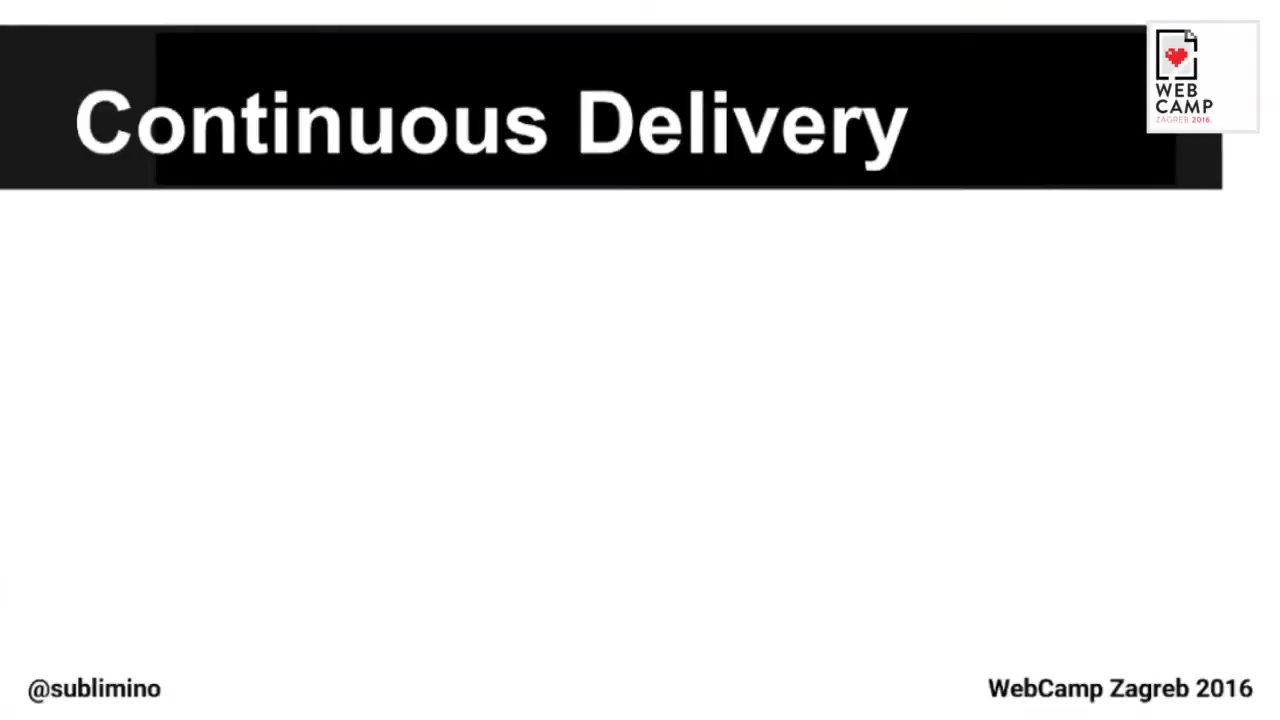 Continuous Delivery
WEB
CAMP
ZAGREB 2016.
@sublimino
WebCamp Zagreb 2016